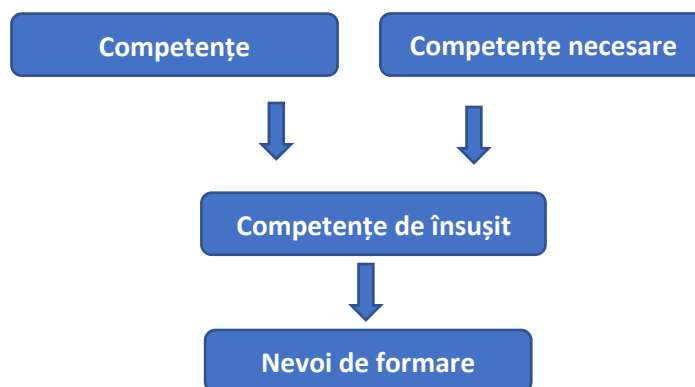 Competențe
Competențe necesare
Competențe de însușit
Nevoi de formare